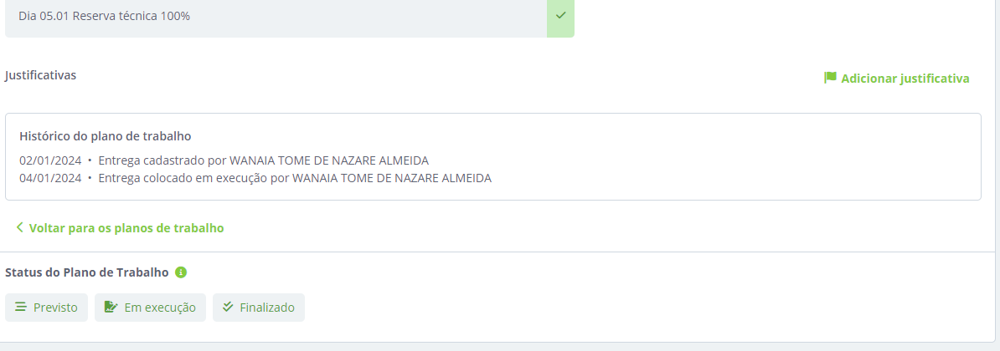 Dia 05.01 Reserva técnica 100%
Justificativas
Adicionar justificativa
Histórico do plano de trabalho
02/01/2024 • Entrega cadastrado por WANAIA TOME DE NAZARE ALMEIDA
04/01/2024 • Entrega colocado em execução por WANAIA TOME DE NAZARE ALMEIDA
Voltar para os planos de trabalho
Status do Plano de Trabalho
Previsto Em execução Finalizado